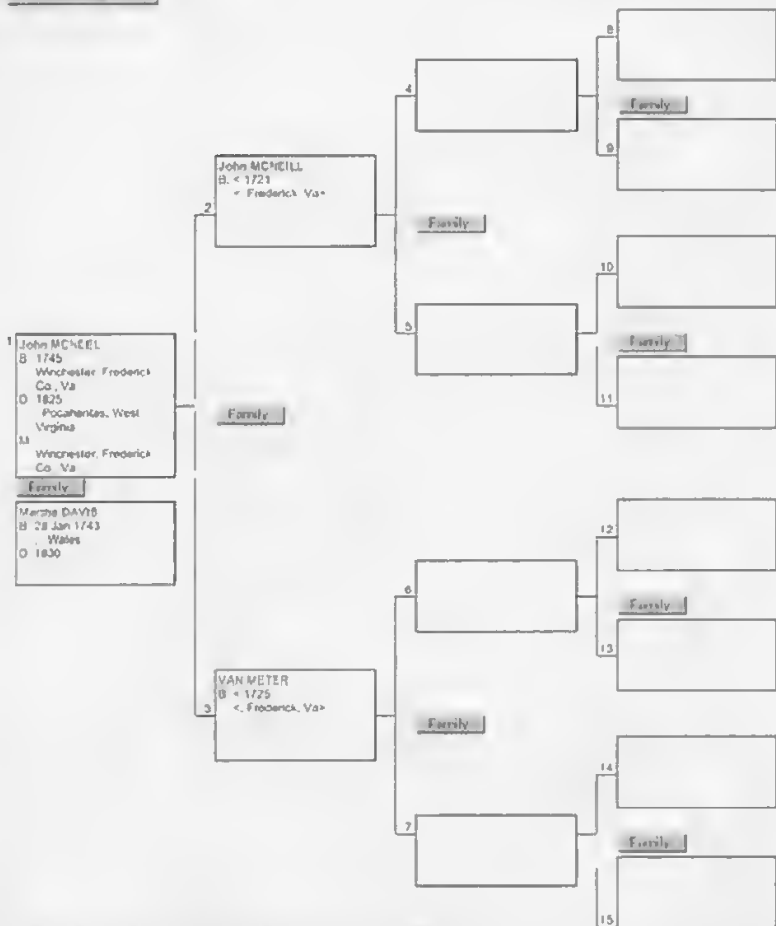 8
4
Family
9
John MCNEILL
B. < 1721
<, Frederick, Va>
2
Family
10
5
Family
11
1
John MCNEEL
B 1745
Winchester, Frederick
Co., Va
D 1825
, Pocahontas, West
Virginia
M
Winchester, Frederick
Co., Va
Family
Family
Martha DAVIS
B 28 Jan 1743
, Wales
D 1830
12
6
Family
13
VAN METER
B < 1725
<, Frederick, Va>
3
Family
14
7
Family
15